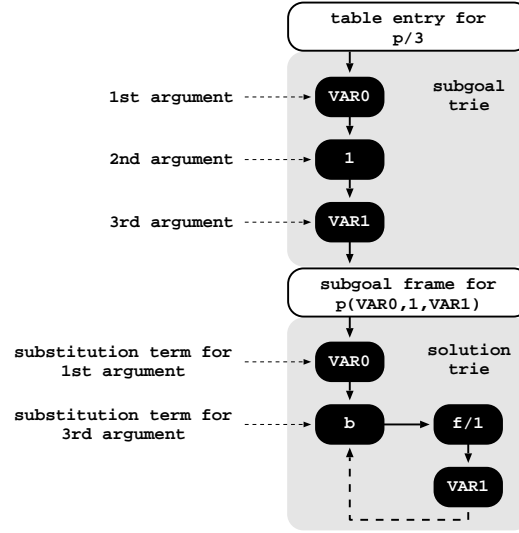 table entry for
p/3
1st argument
VAR0
subgoal
trie
2nd argument
1
3rd argument
VAR1
subgoal frame for
p(VAR0,1,VAR1)
substitution term for
1st argument
VAR0
solution
trie
substitution term for
3rd argument
b
f/1
VAR1